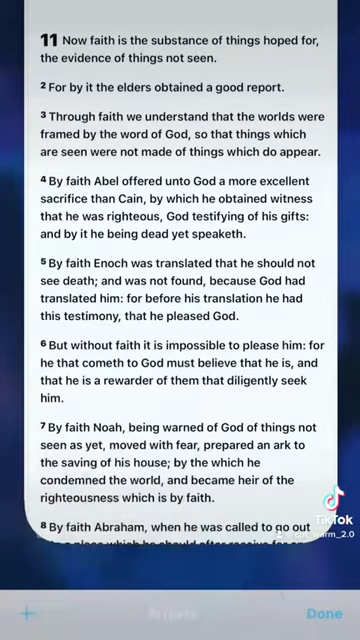 11 Now faith is the substance of things hoped for,
the evidence of things not seen.
2 For by it the elders obtained a good report.
3 Through faith we understand that the worlds were
framed by the word of God, so that things which
are seen were not made of things which do appear.
4 By faith Abel offered unto God a more excellent
sacrifice than Cain, by which he obtained witness
that he was righteous, God testifying of his gifts:
and by it he being dead yet speaketh.
5 By faith Enoch was translated that he should not
see death; and was not found, because God had
translated him: for before his translation he had
this testimony, that he pleased God.
6 But without faith it is impossible to please him: for
he that cometh to God must believe that he is, and
that he is a rewarder of them that diligently seek
him.
7 By faith Noah, being warned of God of things not
seen as yet, moved with fear, prepared an ark to
the saving of his house; by the which he
condemned the world, and became heir of the
righteousness which is by faith.
8 By faith Abraham, when he was called to go out
TikTok
Private
Done